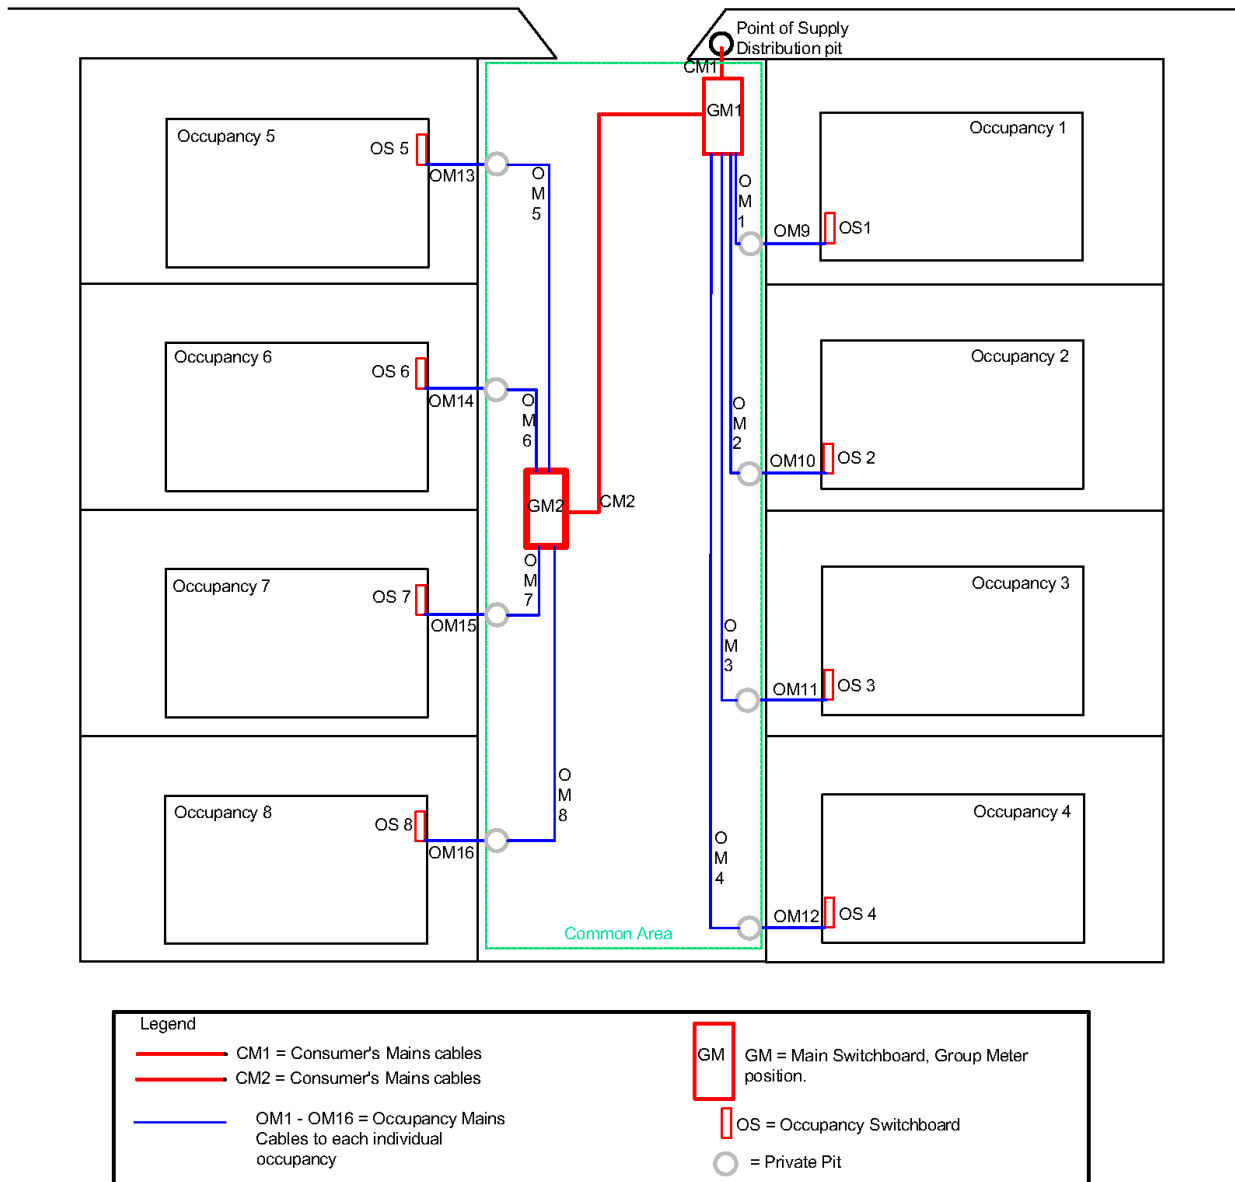 Point of Supply
Distribution pit
CM1
GM1
Occupancy 5
OS 5
OM13
O
M
5
O
M
1
OM9
OS1
Occupancy 1
Occupancy 6
OS 6
OM14
O
M
6
O
M
2
OM10
OS 2
Occupancy 2
GM2
CM2
Occupancy 7
OS 7
OM15
O
M
7
O
M
3
OM11
OS 3
Occupancy 3
Occupancy 8
OS 8
OM16
O
M
8
O
M
4
OM12
OS 4
Occupancy 4
Common Area
Legend
CM1 = Consumer's Mains cables
CM2 = Consumer's Mains cables
OM1 - OM16 = Occupancy Mains
Cables to each individual
occupancy
GM
GM = Main Switchboard, Group Meter
position.
OS = Occupancy Switchboard
= Private Pit